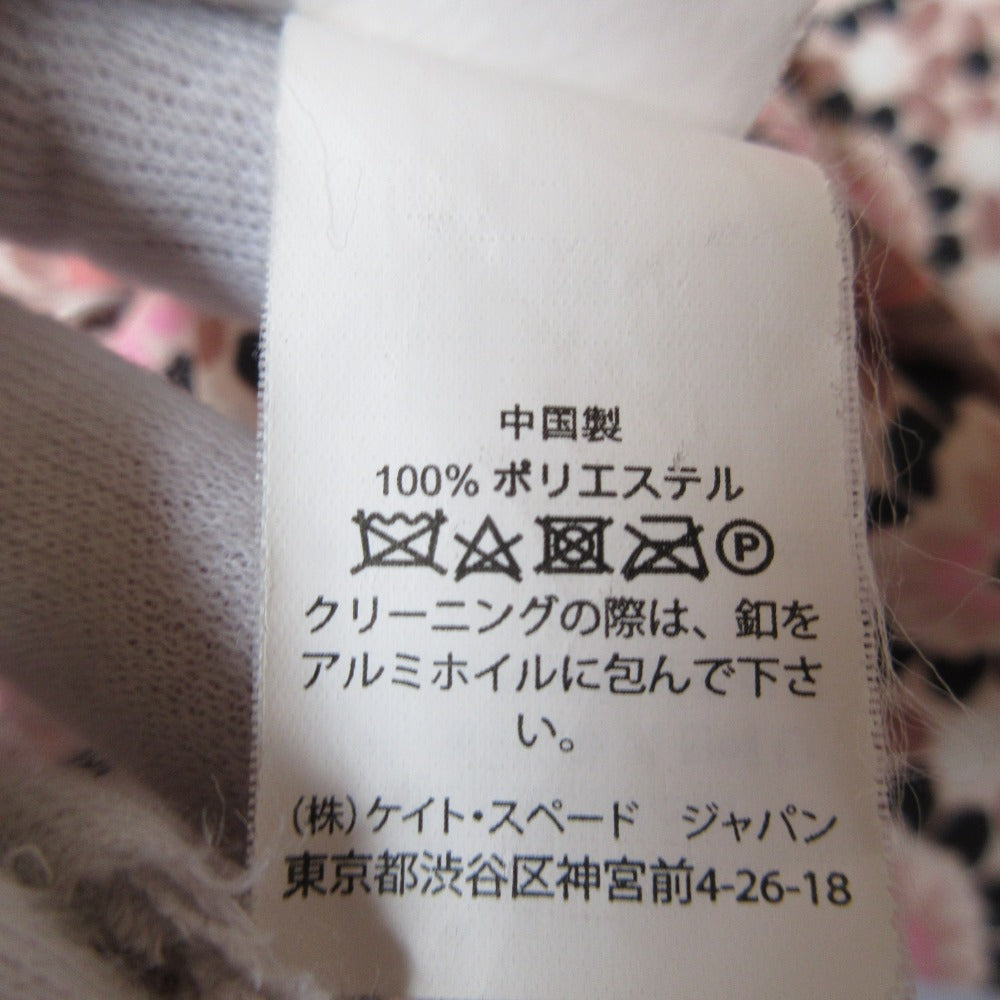 中国製
100% ポリエステル
P
クリーニングの際は、釦を
アルミホイルに包んで下さ
い。
(株)ケイト・スペード ジャパン
東京都渋谷区神宮前4-26-18